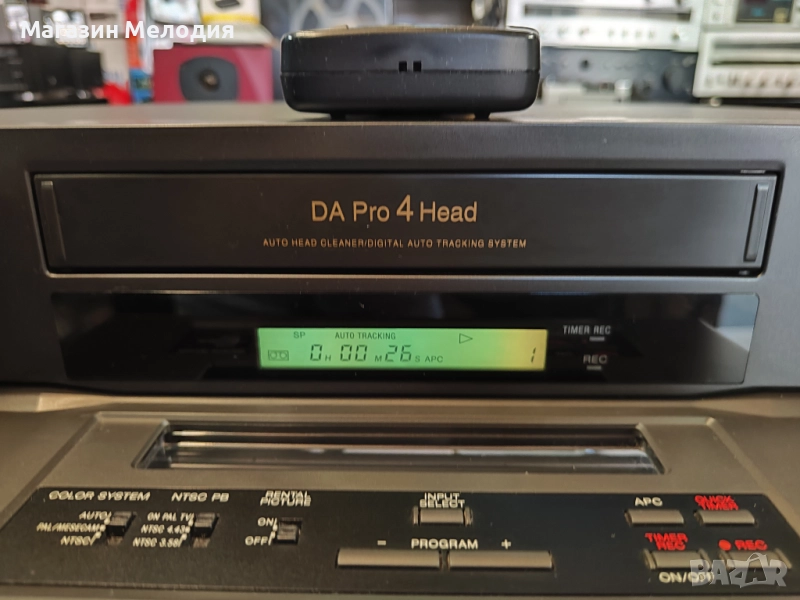 Магазин Мелодия
DA Pro 4 Head
AUTO HEAD CLEANER/DIGITAL AUTO TRACKING SYSTEM
SP AUTO TRACKING
0H 00M 26S APC 1
TIMER REC
REC
COLOR SYSTEM
AUTO
PAL/MESECAM
NTSC
NTSC PB
ON PAL TV
NTSC 4.43
NTSC 3.58
RENTAL PICTURE
ON
OFF
INPUT SELECT
- PROGRAM +
APC
QUICK TIMER
TIMER REC
ON/OFF
● REC
BAZAR